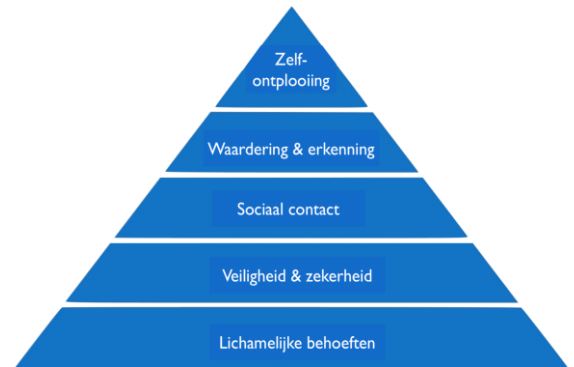 Zelf-
ontplooiing
Waardering & erkenning
Sociaal contact
Veiligheid & zekerheid
Lichamelijke behoeften